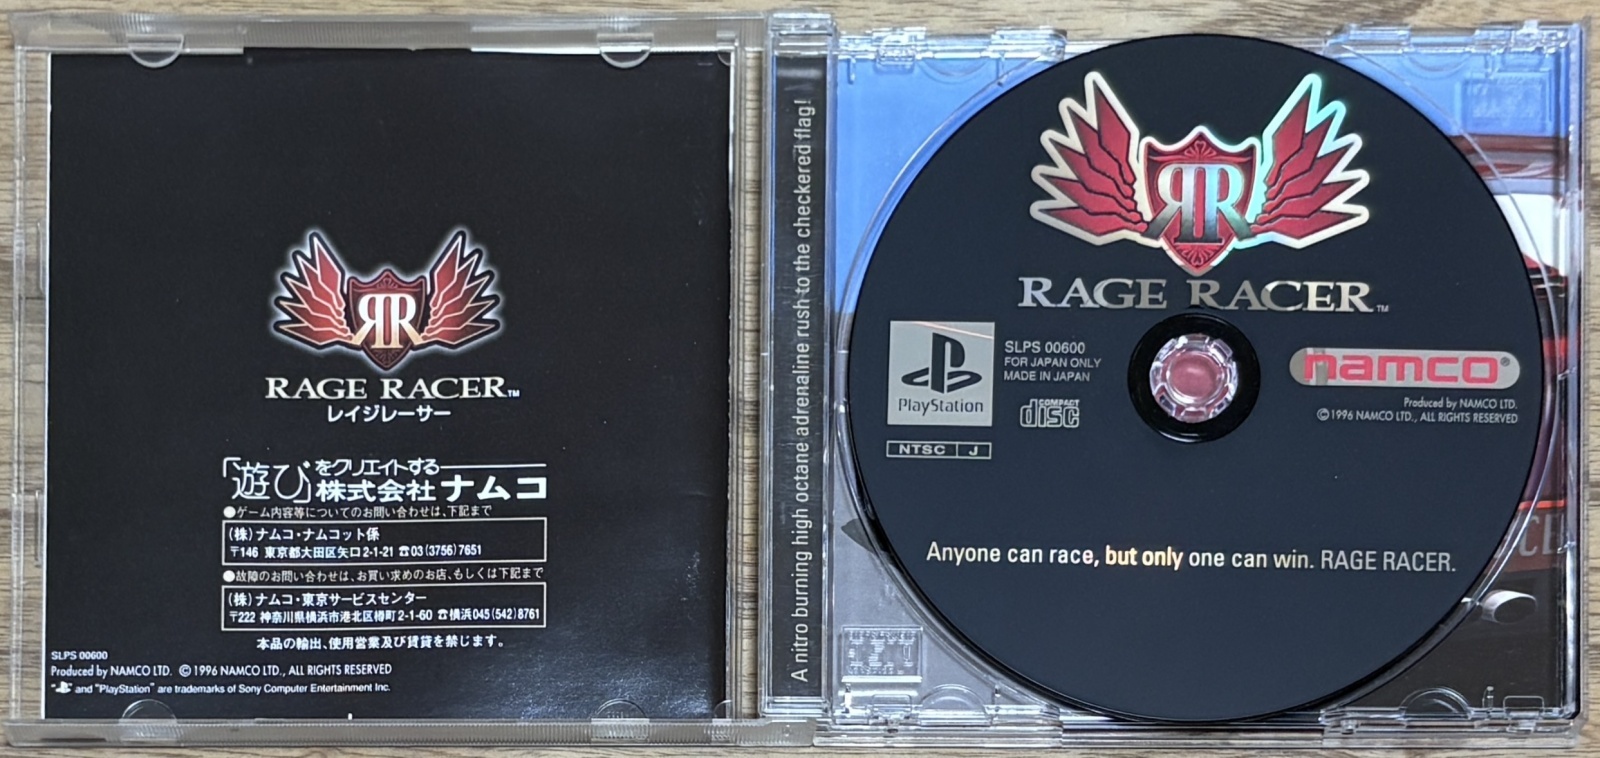 RR
RAGE RACER™
レイジレーサー
「遊び」をクリエイトする
株式会社ナムコ
●ゲーム内容等についてのお問い合わせは、下記まで
(株)ナムコ・ナムコット係
〒146 東京都大田区矢口2-1-21 ☎03(3756)7651
●故障のお問い合わせは、お買い求めのお店、もしくは下記まで
(株)ナムコ・東京サービスセンター
〒222 神奈川県横浜市港北区樽町2-1-60 ☎横浜045(542)8761
本品の輸出、使用営業及び賃貸を禁じます。
SLPS 00600
Produced by NAMCO LTD. ©1996 NAMCO LTD., ALL RIGHTS RESERVED
" " and "PlayStation" are trademarks of Sony Computer Entertainment Inc.
A nitro burning high octane adrenaline rush to the checkered flag!
RR
RAGE RACER™
PlayStation
SLPS 00600
FOR JAPAN ONLY
MADE IN JAPAN
COMPACT
disc
NTSC J
namco®
Produced by NAMCO LTD.
©1996 NAMCO LTD., ALL RIGHTS RESERVED
Anyone can race, but only one can win. RAGE RACER.